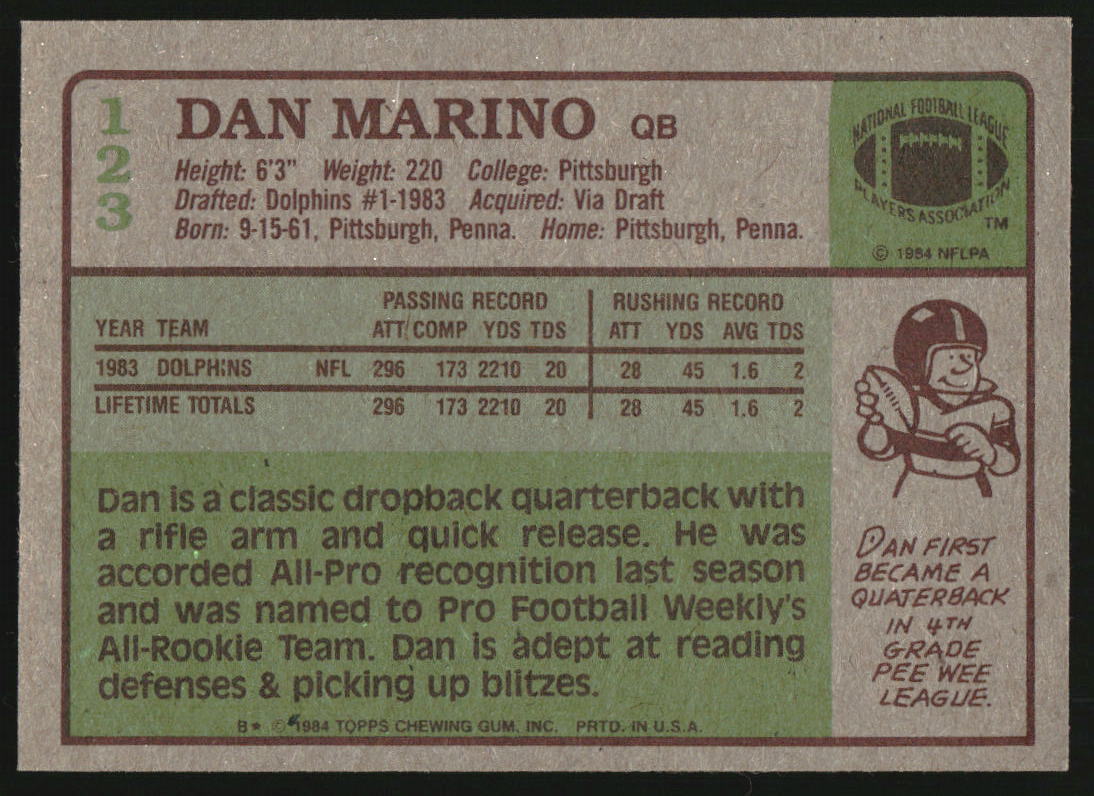 1
2
3
DAN MARINO QB
Height: 6'3" Weight: 220 College: Pittsburgh
Drafted: Dolphins #1-1983 Acquired: Via Draft
Born: 9-15-61, Pittsburgh, Penna. Home: Pittsburgh, Penna.
NATIONAL FOOTBALL LEAGUE
PLAYERS ASSOCIATION
TM
© 1984 NFLPA
PASSING RECORD RUSHING RECORD
YEAR TEAM ATT COMP YDS TDS ATT YDS AVG TDS
1983 DOLPHINS NFL 296 173 2210 20 28 45 1.6 2
LIFETIME TOTALS 296 173 2210 20 28 45 1.6 2
Dan is a classic dropback quarterback with
a rifle arm and quick release. He was
accorded All-Pro recognition last season
and was named to Pro Football Weekly's
All-Rookie Team. Dan is adept at reading
defenses & picking up blitzes.
B* © 1984 TOPPS CHEWING GUM, INC. PRTD. IN U.S.A.
DAN FIRST
BECAME A
QUATERBACK
IN 4TH
GRADE
PEE WEE
LEAGUE.